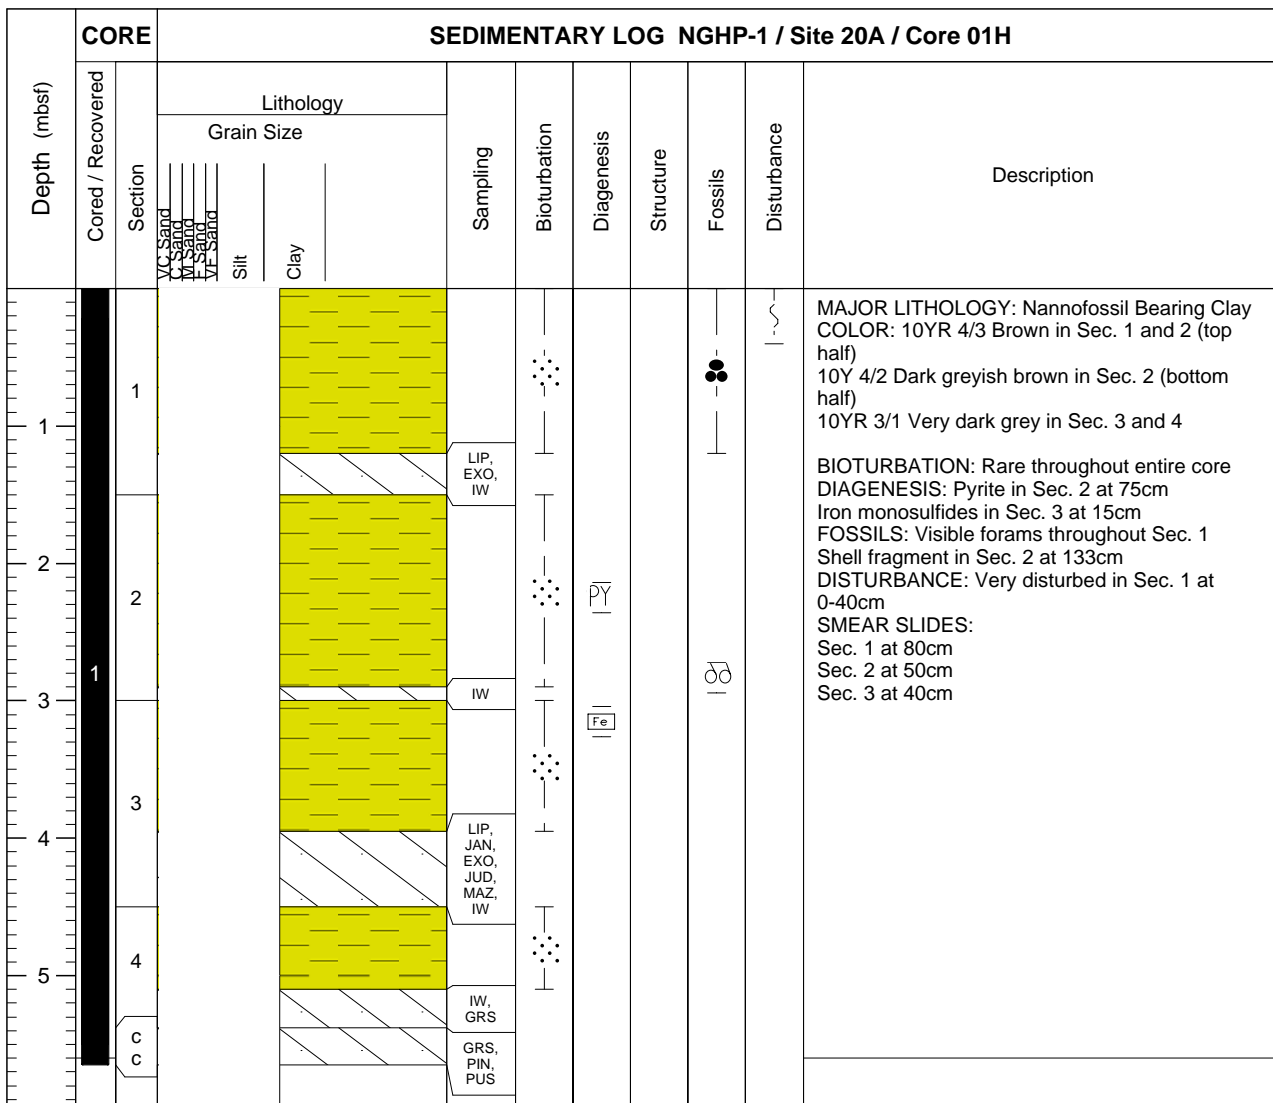 CORE
SEDIMENTARY LOG NGHP-1 / Site 20A / Core 01H
Depth (mbsf)
Cored / Recovered
Section
Lithology
Grain Size
VC Sand
C Sand
M Sand
F Sand
VF Sand
Silt
Clay
Sampling
Bioturbation
Diagenesis
Structure
Fossils
Disturbance
Description
MAJOR LITHOLOGY: Nannofossil Bearing Clay
COLOR: 10YR 4/3 Brown in Sec. 1 and 2 (top
half)
10Y 4/2 Dark greyish brown in Sec. 2 (bottom
half)
10YR 3/1 Very dark grey in Sec. 3 and 4
BIOTURBATION: Rare throughout entire core
DIAGENESIS: Pyrite in Sec. 2 at 75cm
Iron monosulfides in Sec. 3 at 15cm
FOSSILS: Visible forams throughout Sec. 1
Shell fragment in Sec. 2 at 133cm
DISTURBANCE: Very disturbed in Sec. 1 at
0-40cm
SMEAR SLIDES:
Sec. 1 at 80cm
Sec. 2 at 50cm
Sec. 3 at 40cm
1
2
3
4
5
1
1
2
3
4
c
c
LIP,
EXO,
IW
IW
LIP,
JAN,
EXO,
JUD,
MAZ,
IW
IW,
GRS
GRS,
PIN,
PUS
PY
Fe